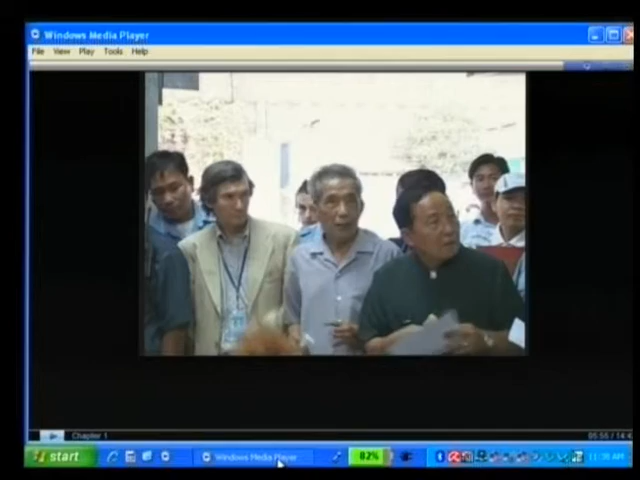 Windows Media Player
File View Play Tools Help
Chapter 1
start
Windows Media Player
82%